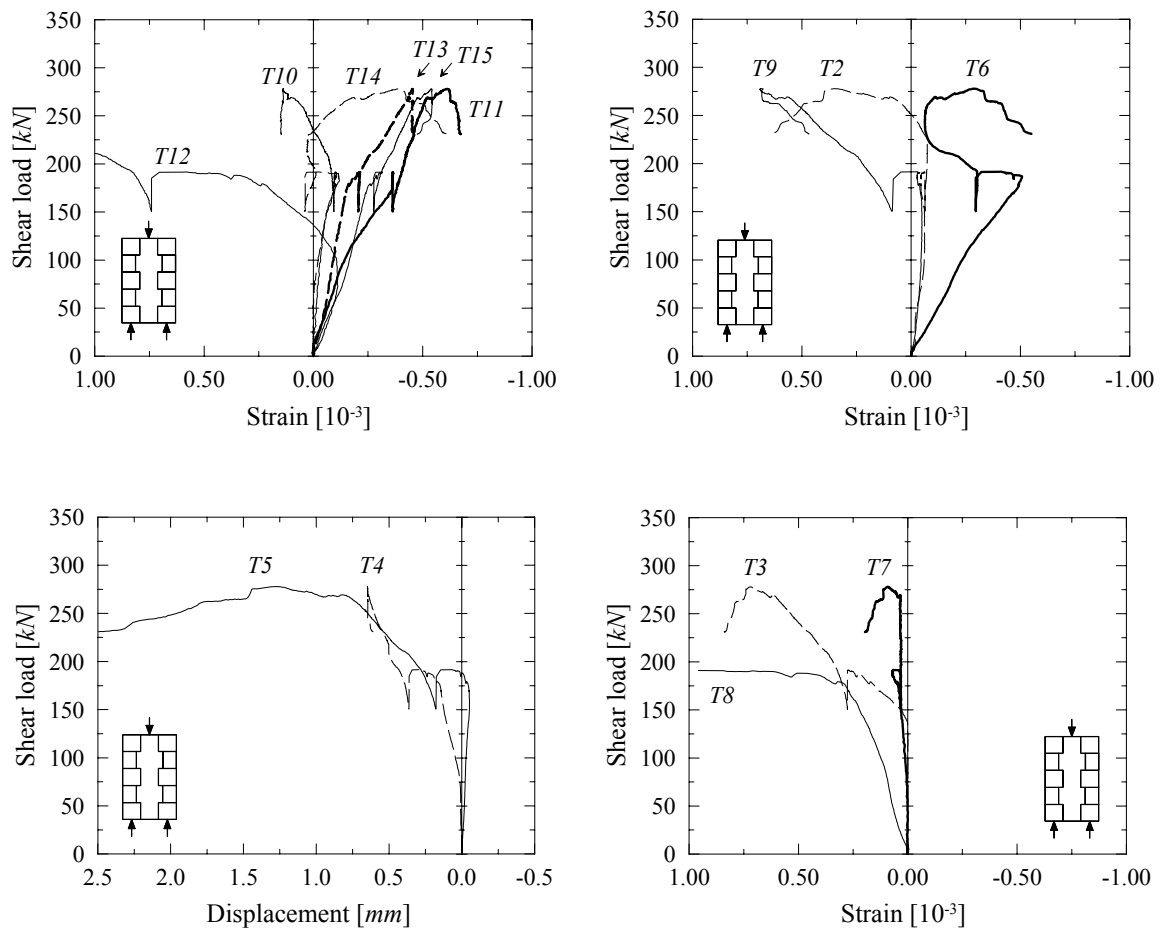 350
300
250
200
150
100
50
0
Shear load [kN]
T10
T14
T13
T15
T11
T12
1.00 0.50 0.00 -0.50 -1.00
Strain [10-3]
350
300
250
200
150
100
50
0
Shear load [kN]
T9
T2
T6
1.00 0.50 0.00 -0.50 -1.00
Strain [10-3]
350
300
250
200
150
100
50
0
Shear load [kN]
T5
T4
2.5 2.0 1.5 1.0 0.5 0.0 -0.5
Displacement [mm]
350
300
250
200
150
100
50
0
Shear load [kN]
T3
T7
T8
1.00 0.50 0.00 -0.50 -1.00
Strain [10-3]